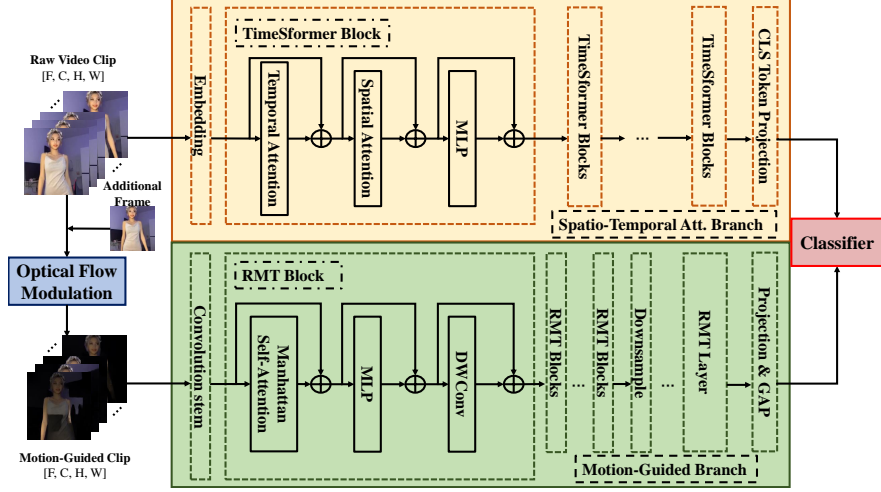 Raw Video Clip
[F, C, H, W]
...
...
Additional
Frame
Optical Flow
Modulation
...
...
Motion-Guided Clip
[F, C, H, W]
TimeSformer Block
Embedding
Temporal Attention
Spatial Attention
MLP
TimeSformer Blocks
...
TimeSformer Blocks
CLS Token Projection
Spatio-Temporal Att. Branch
RMT Block
Convolution stem
Manhattan
Self-Attention
MLP
DWConv
RMT Blocks
...
RMT Blocks
Downsample
...
RMT Layer
Projection & GAP
Motion-Guided Branch
Classifier